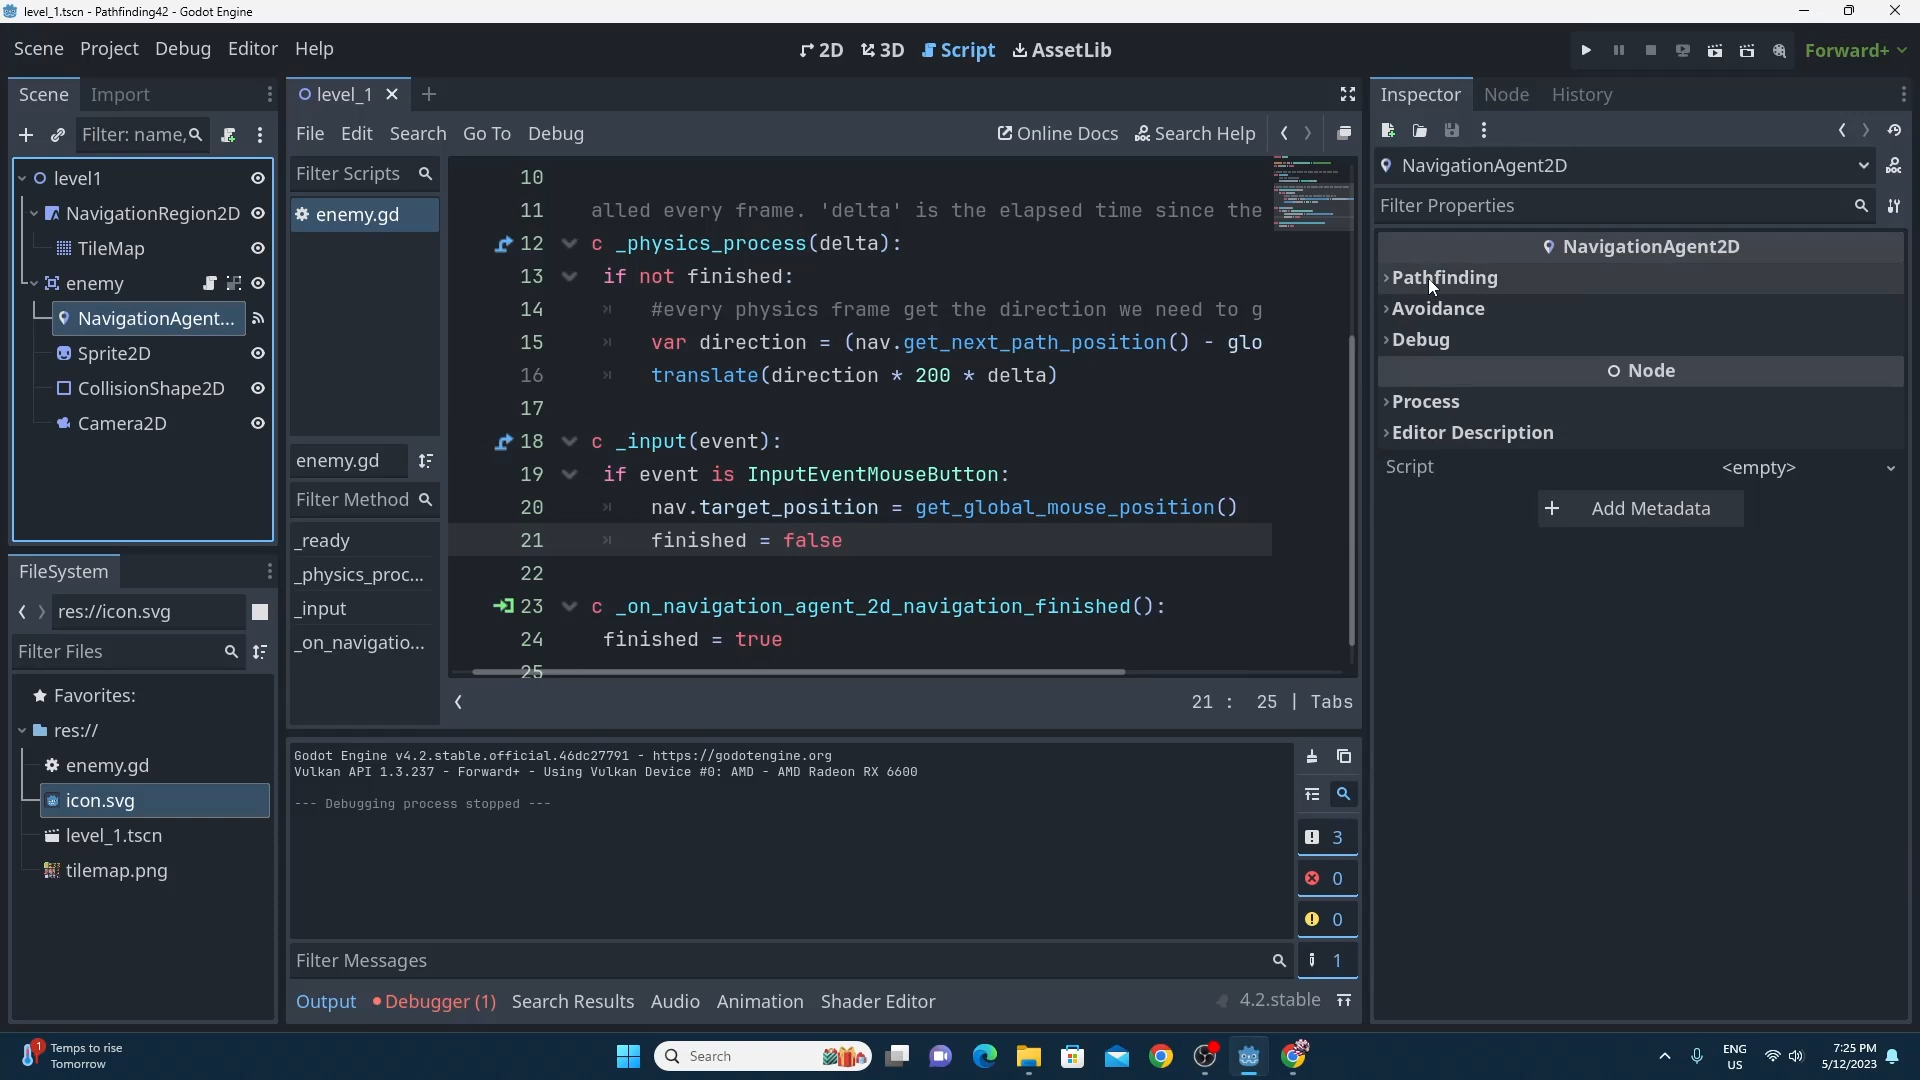 level_1.tscn - Pathfinding42 - Godot Engine
Scene Project Debug Editor Help
2D 3D Script AssetLib
Forward+
Scene Import
Filter: name,
level1
NavigationRegion2D
TileMap
enemy
NavigationAgent...
Sprite2D
CollisionShape2D
Camera2D
FileSystem
res://icon.svg
Filter Files
Favorites:
res://
enemy.gd
icon.svg
level_1.tscn
tilemap.png
level_1
File Edit Search Go To Debug
Online Docs Search Help
Filter Scripts
enemy.gd
enemy.gd
Filter Method
_ready
_physics_proc...
_input
_on_navigatio...
10
11 alled every frame. 'delta' is the elapsed time since the
12 c _physics_process(delta):
13 if not finished:
14 #every physics frame get the direction we need to g
15 var direction = (nav.get_next_path_position() - glo
16 translate(direction * 200 * delta)
17
18 c _input(event):
19 if event is InputEventMouseButton:
20 nav.target_position = get_global_mouse_position()
21 finished = false
22
23 c _on_navigation_agent_2d_navigation_finished():
24 finished = true
25
21 : 25 | Tabs
Godot Engine v4.2.stable.official.46dc27791 - https://godotengine.org
Vulkan API 1.3.237 - Forward+ - Using Vulkan Device #0: AMD - AMD Radeon RX 6600
--- Debugging process stopped ---
3
0
0
1
Filter Messages
Output Debugger (1) Search Results Audio Animation Shader Editor
4.2.stable
Inspector Node History
NavigationAgent2D
Filter Properties
NavigationAgent2D
Pathfinding
Avoidance
Debug
Node
Process
Editor Description
Script <empty>
+ Add Metadata
1
Temps to rise
Tomorrow
Search
ENG
US
7:25 PM
5/12/2023